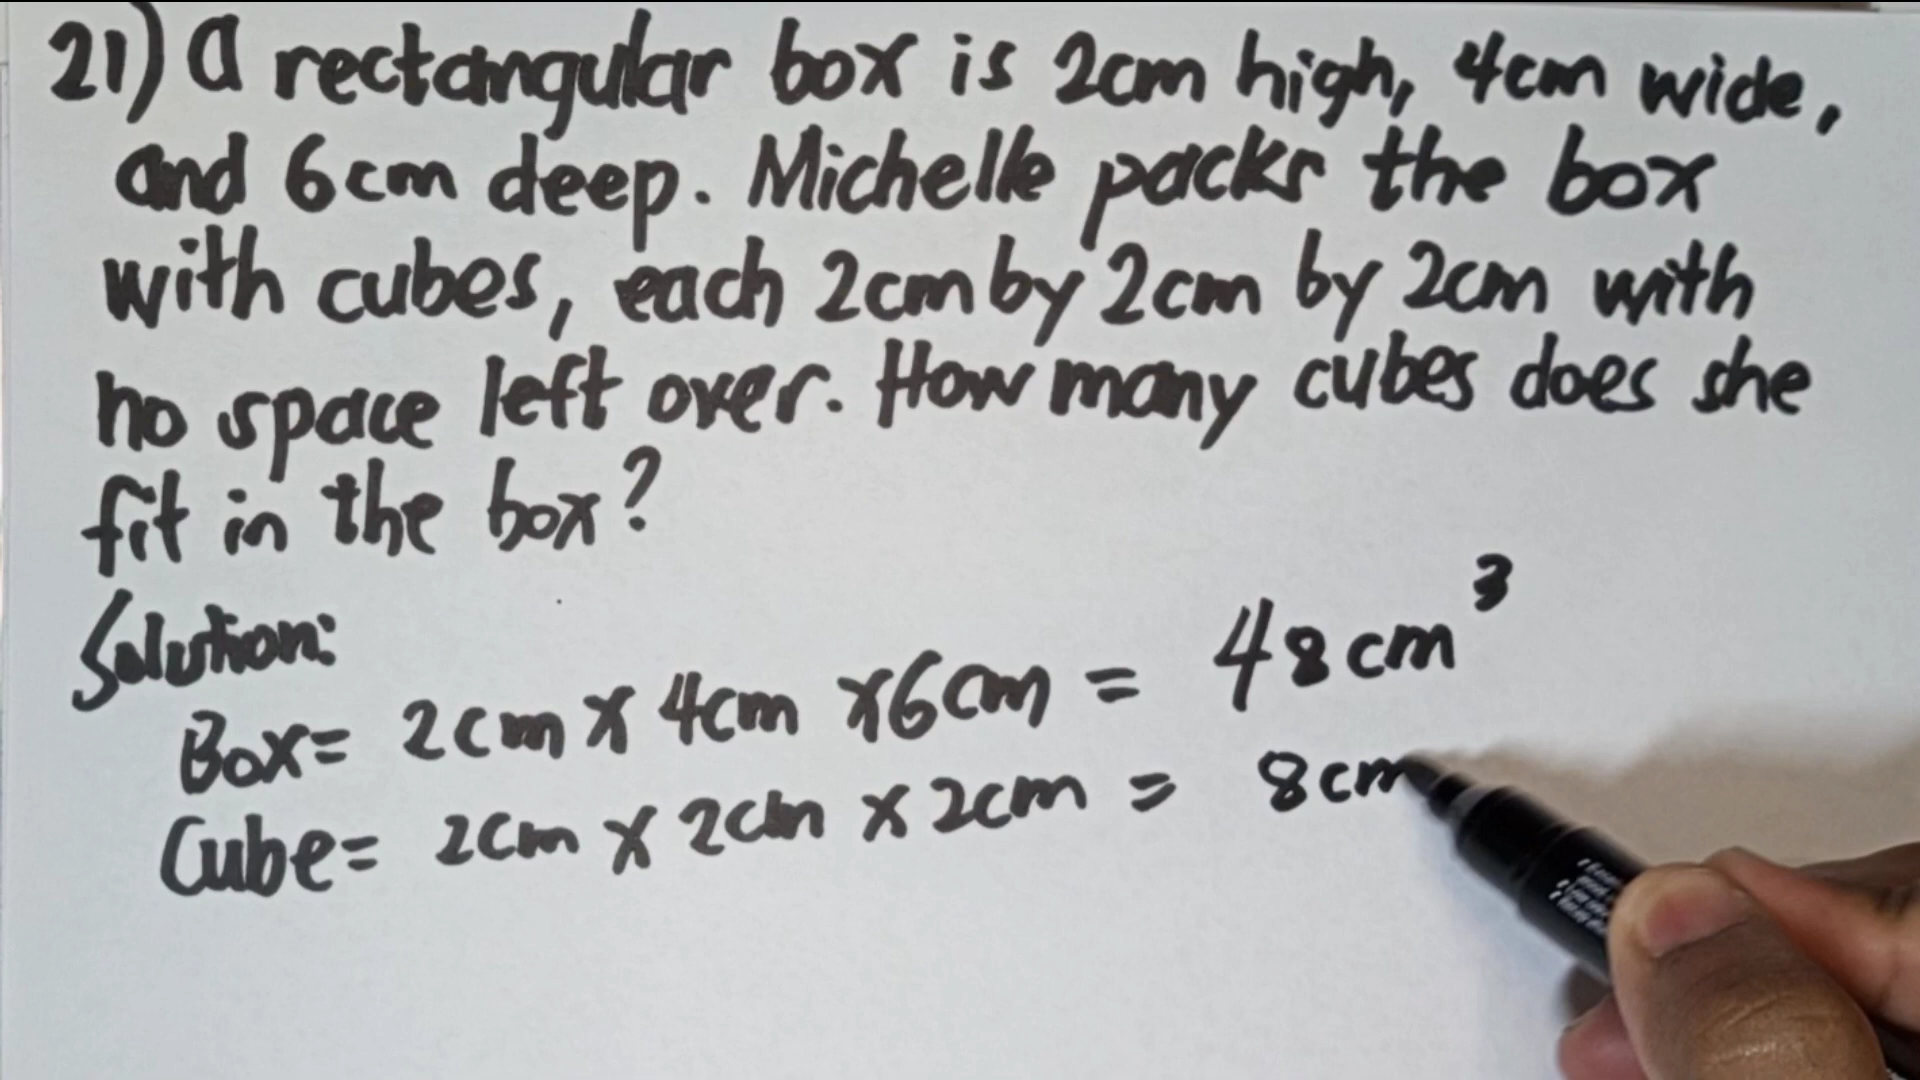 21) A rectangular box is 2cm high, 4cm wide,
and 6cm deep. Michelle packs the box
with cubes, each 2cm by 2cm by 2cm with
no space left over. How many cubes does she
fit in the box?
Solution:
Box= 2cm x 4cm x6cm = 48cm³
Cube= 2cm x 2cm x 2cm = 8cm